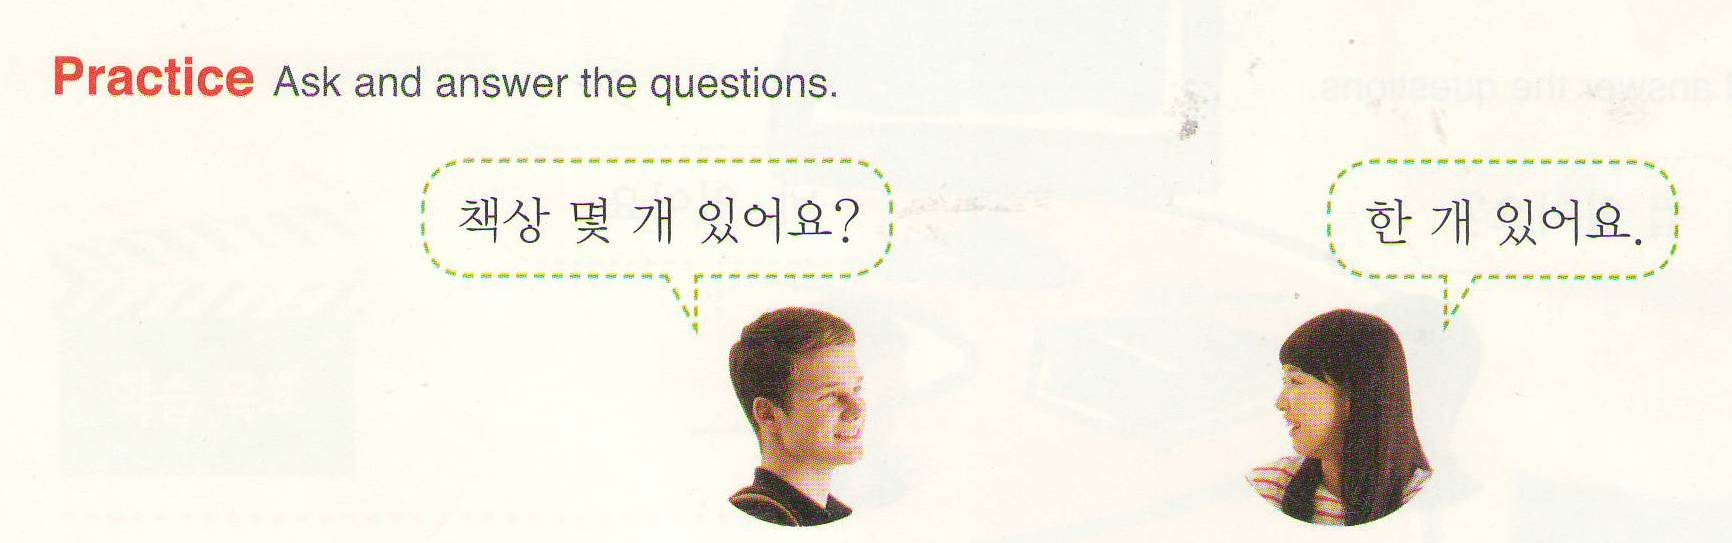 Practice Ask and answer the questions.
책상 몇 개 있어요?
한 개 있어요.